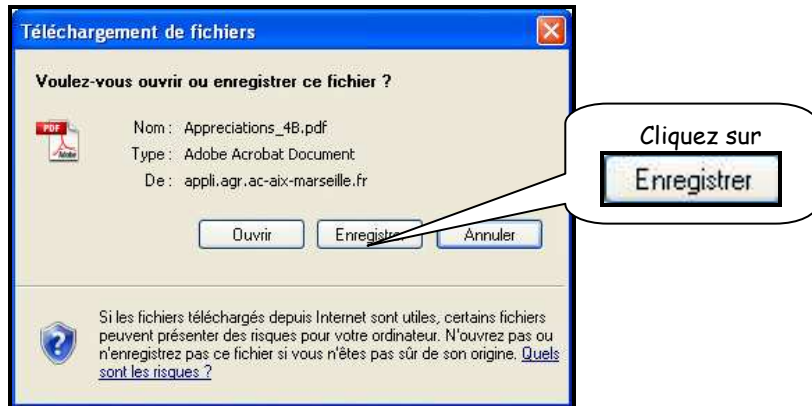 Téléchargement de fichiers
Voulez-vous ouvrir ou enregistrer ce fichier ?
PDF
Adobe
Nom : Appreciations_4B.pdf
Type : Adobe Acrobat Document
De : appli.agr.ac-aix-marseille.fr
Ouvrir Enregistrer Annuler
Si les fichiers téléchargés depuis Internet sont utiles, certains fichiers
peuvent présenter des risques pour votre ordinateur. N'ouvrez pas ou
n'enregistrez pas ce fichier si vous n'êtes pas sûr de son origine. Quels
sont les risques ?
Cliquez sur
Enregistrer